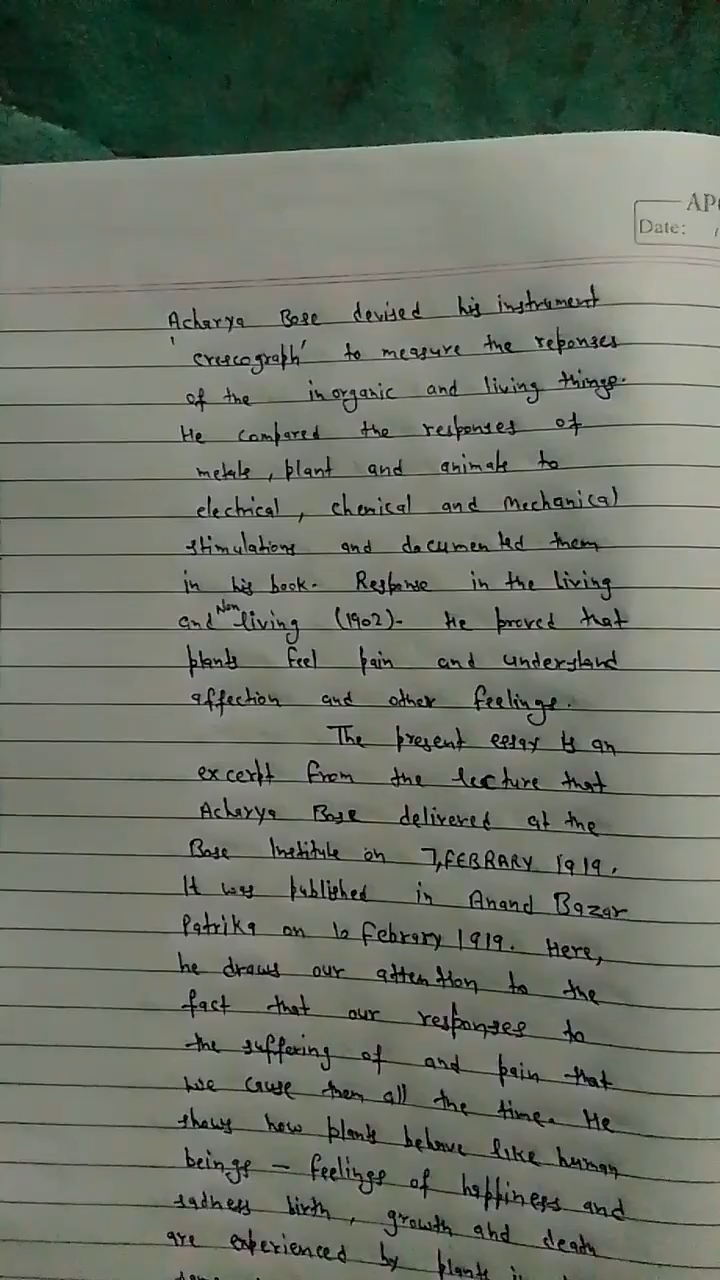 AP
Date:
Acharya Bose devised his instrument
'crescograph' to measure the reponses
of the inorganic and living things.
He compared the responses of
metals, plant and animals to
electrical, chemical and mechanical
stimulations and documented them
in his book. Response in the living
and Non living (1902). He proved that
plants feel pain and understand
affection and other feelings.
The present essay is an
excerpt from the lecture that
Acharya Bose delivered at the
Base Institute on 7, FEBRARY 1919.
It was published in Anand Bazar
Patrika on 10 Febrary 1919. Here,
he draws our attention to the
fact that our responses to
the suffering of and pain that
we cause them all the time. He
shows how plants behave like human
beings - feelings of happiness and
sadness birth, growth and death
are experienced by plants